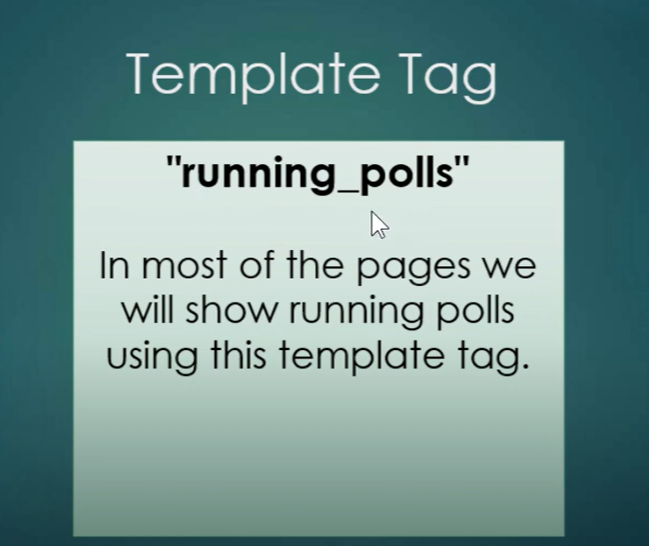 Template Tag
"running_polls"
In most of the pages we
will show running polls
using this template tag.